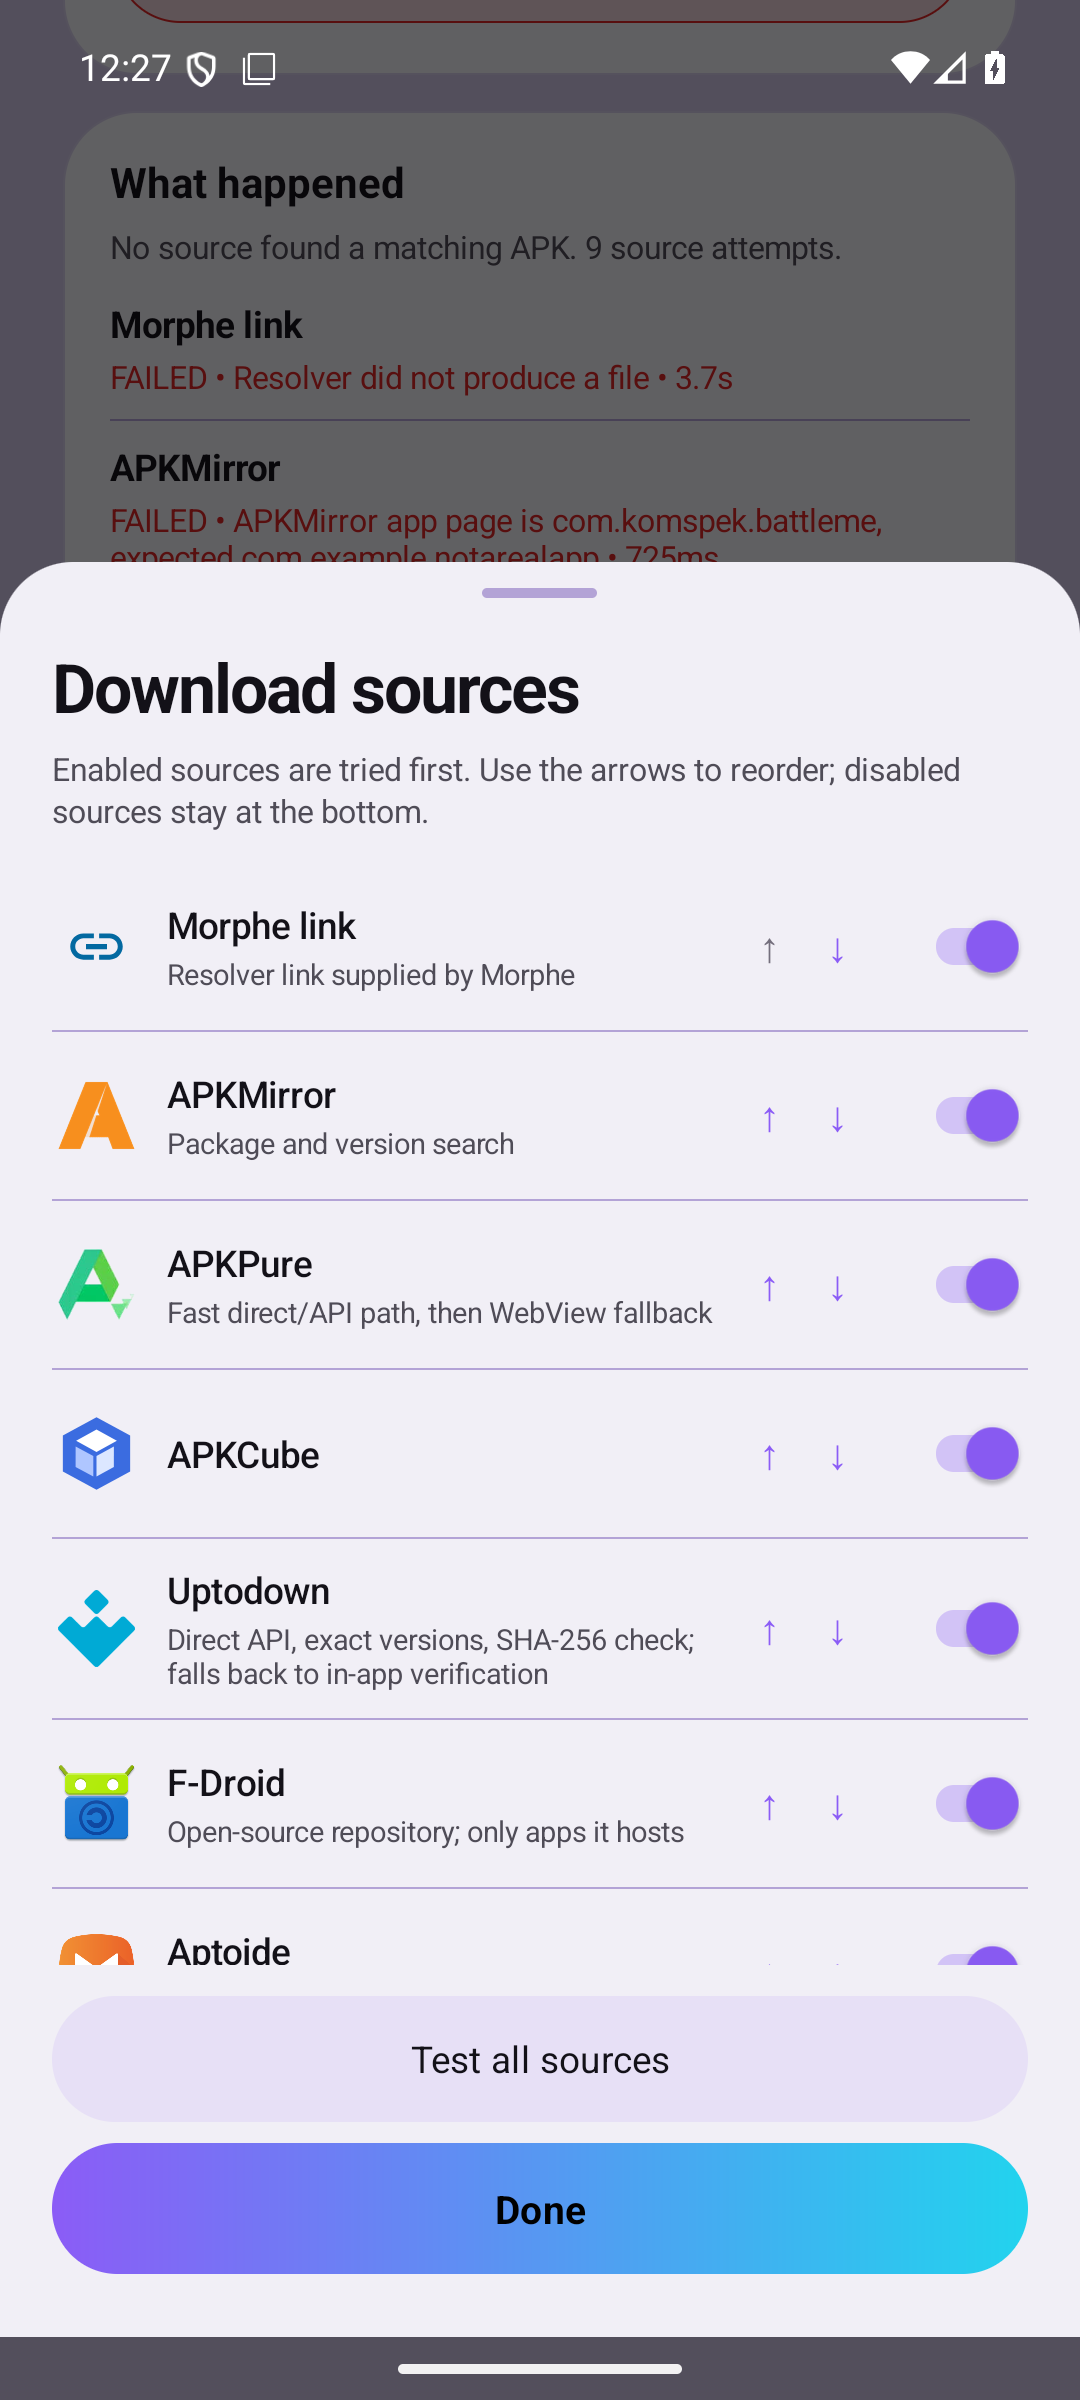 12:27
What happened
No source found a matching APK. 9 source attempts.
Morphe link
FAILED • Resolver did not produce a file • 3.7s
APKMirror
FAILED • APKMirror app page is com.komspek.battleme,
expected com.example.notarealapp • 725ms
Download sources
Enabled sources are tried first. Use the arrows to reorder; disabled
sources stay at the bottom.
Morphe link
↑ ↓
Resolver link supplied by Morphe
APKMirror
↑ ↓
Package and version search
APKPure
↑ ↓
Fast direct/API path, then WebView fallback
APKCube
↑ ↓
Uptodown
↑ ↓
Direct API, exact versions, SHA-256 check;
falls back to in-app verification
F-Droid
↑ ↓
Open-source repository; only apps it hosts
Aptoide
Test all sources
Done